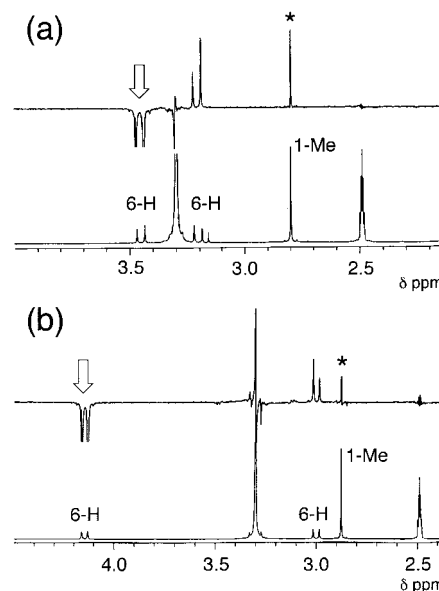 (a)
*
1-Me
6-H 6-H
3.5 3.0 2.5
δ ppm
(b)
*
1-Me
6-H 6-H
4.0 3.5 3.0 2.5
δ ppm